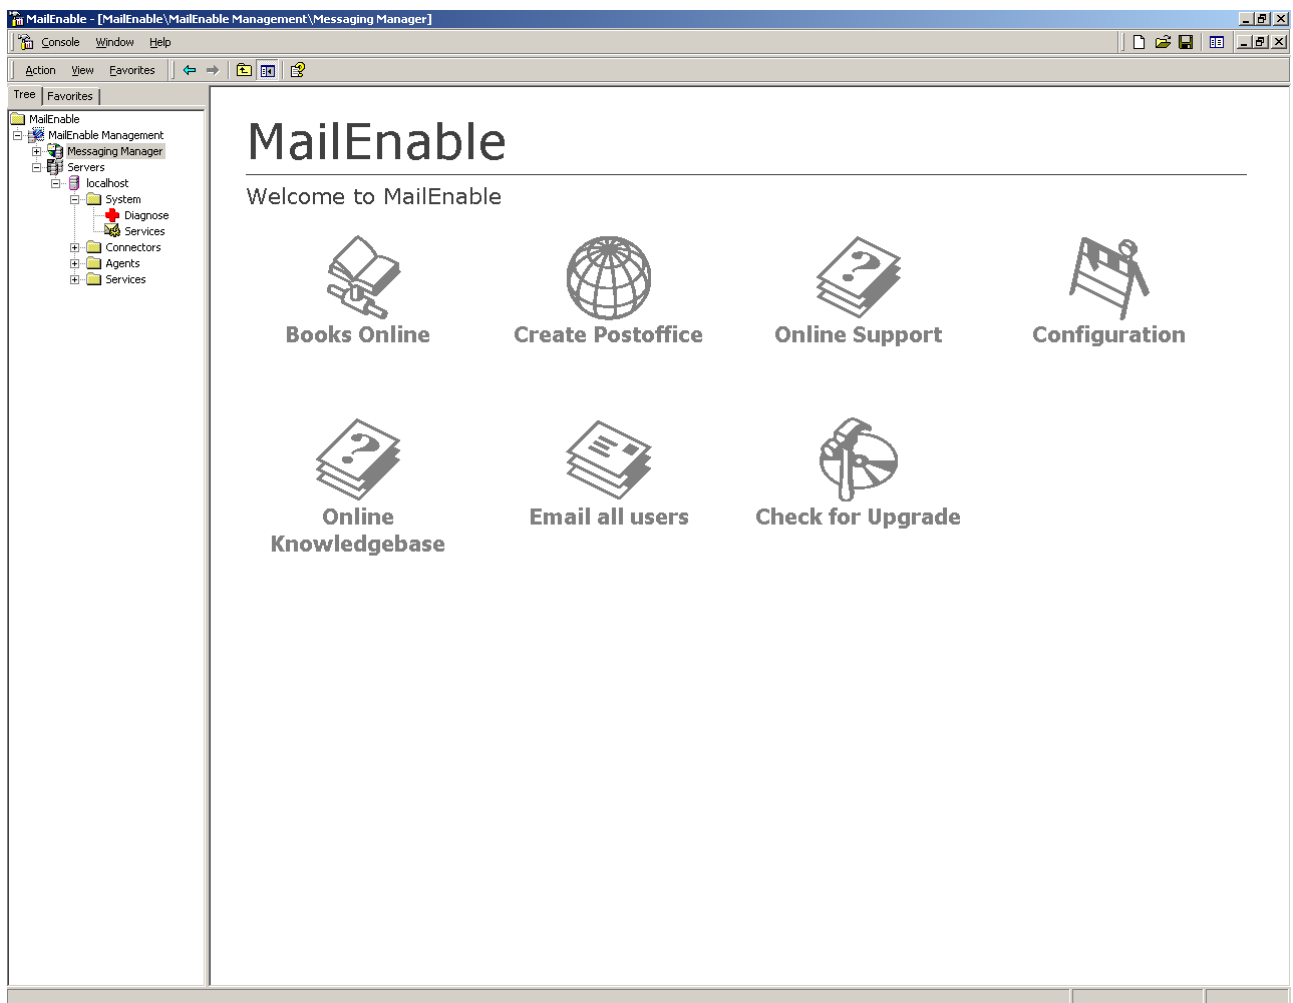 MailEnable - [MailEnable\MailEnable Management\Messaging Manager]
Console Window Help
Action View Favorites
Tree Favorites
MailEnable
MailEnable Management
Messaging Manager
Servers
localhost
System
Diagnose
Services
Connectors
Agents
Services
MailEnable
Welcome to MailEnable
Books Online Create Postoffice Online Support Configuration
Online Knowledgebase Email all users Check for Upgrade